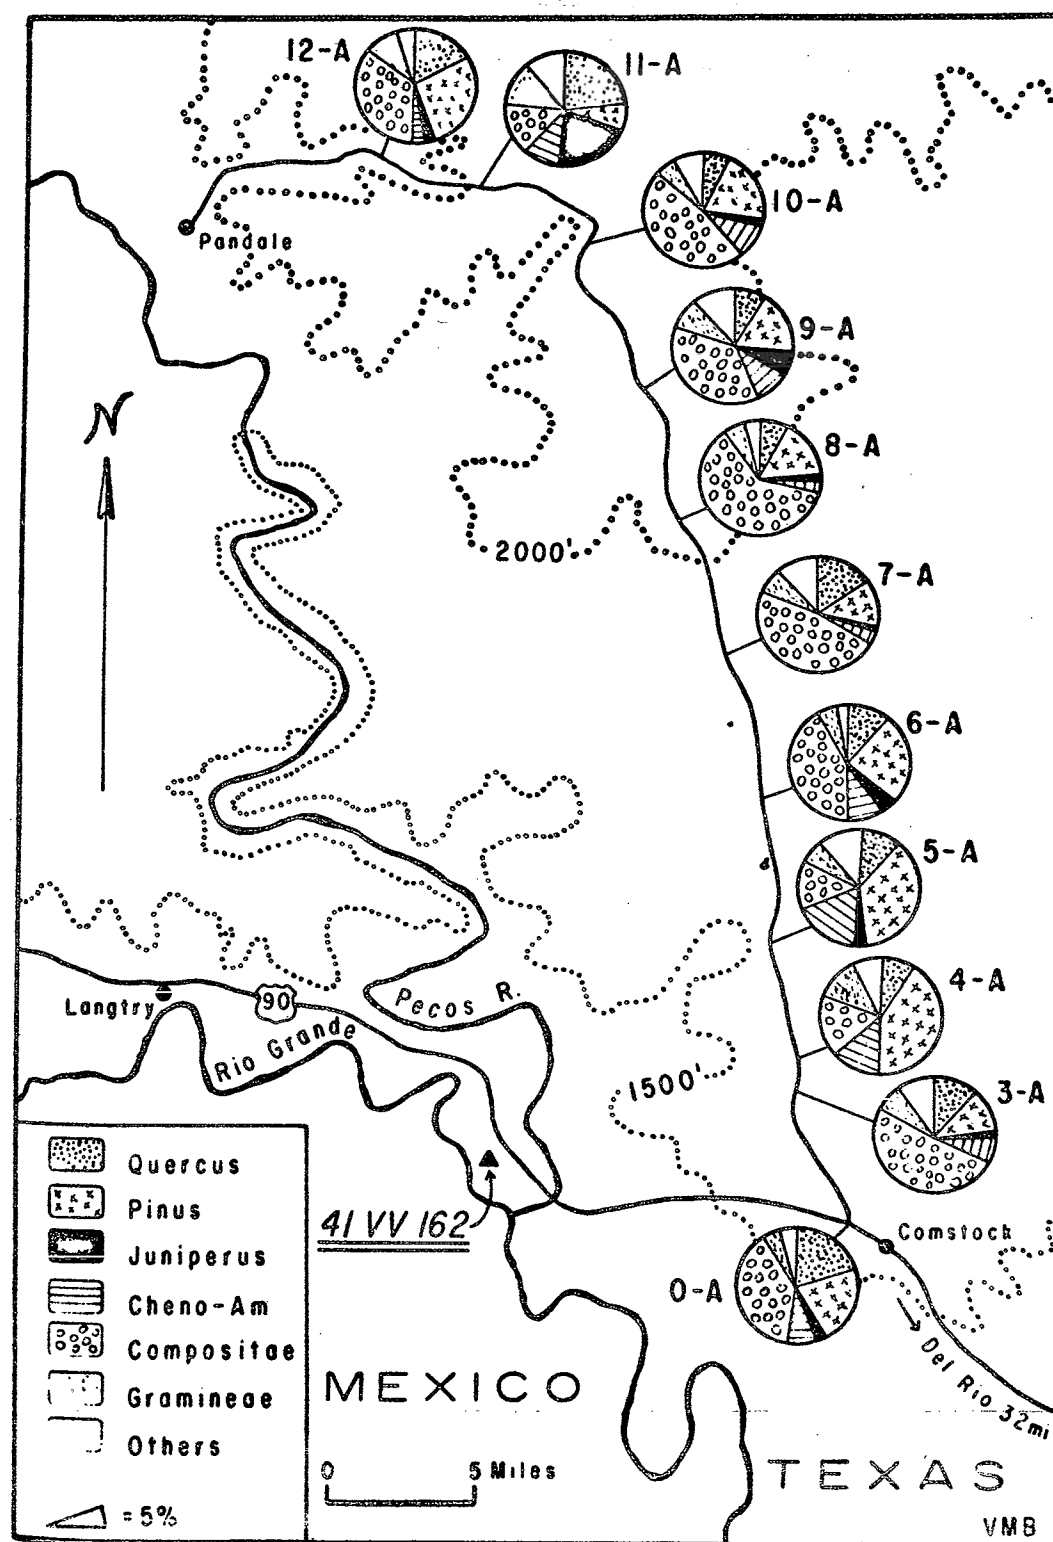 12-A
11-A
10-A
Pandale
9-A
N
8-A
2000'
7-A
6-A
5-A
4-A
Langtry
90
Pecos R.
Rio Grande
1500'
3-A
Quercus
Pinus
Juniperus
Cheno-Am
Compositae
Gramineae
Others
= 5%
41 VV 162
Comstock
0-A
Del Rio 32mi
MEXICO
0 5 Miles
TEXAS
VMB